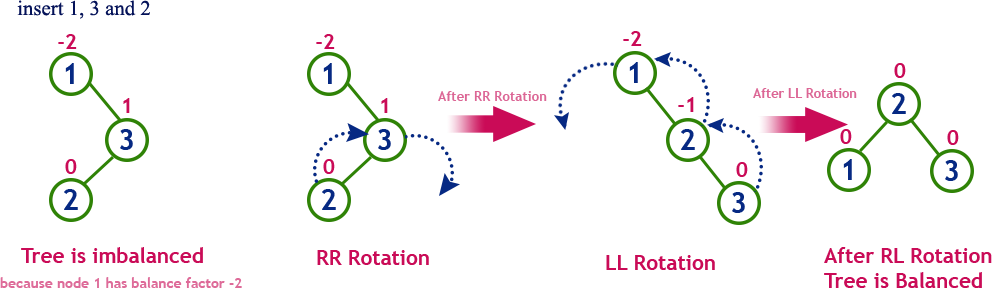 insert 1, 3 and 2
-2
1
1
3
0
2
Tree is imbalanced
because node 1 has balance factor -2
-2
1
1
3
0
2
RR Rotation
After RR Rotation
-2
1
-1
2
0
3
LL Rotation
After LL Rotation
0
2
0
1
0
3
After RL Rotation
Tree is Balanced